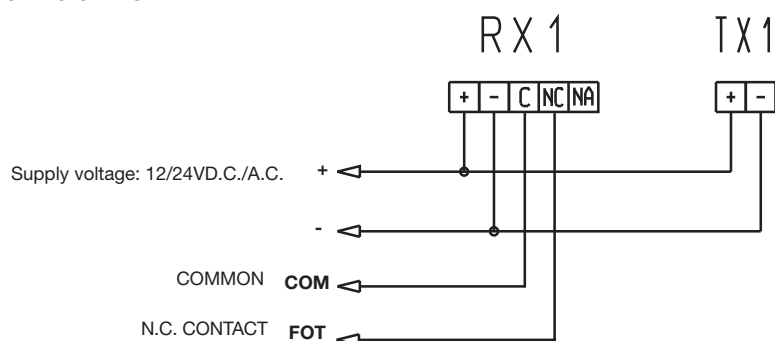 RX1 TX1
+ - C NC NA + -
Supply voltage: 12/24VD.C./A.C. +
-
COMMON COM
N.C. CONTACT FOT